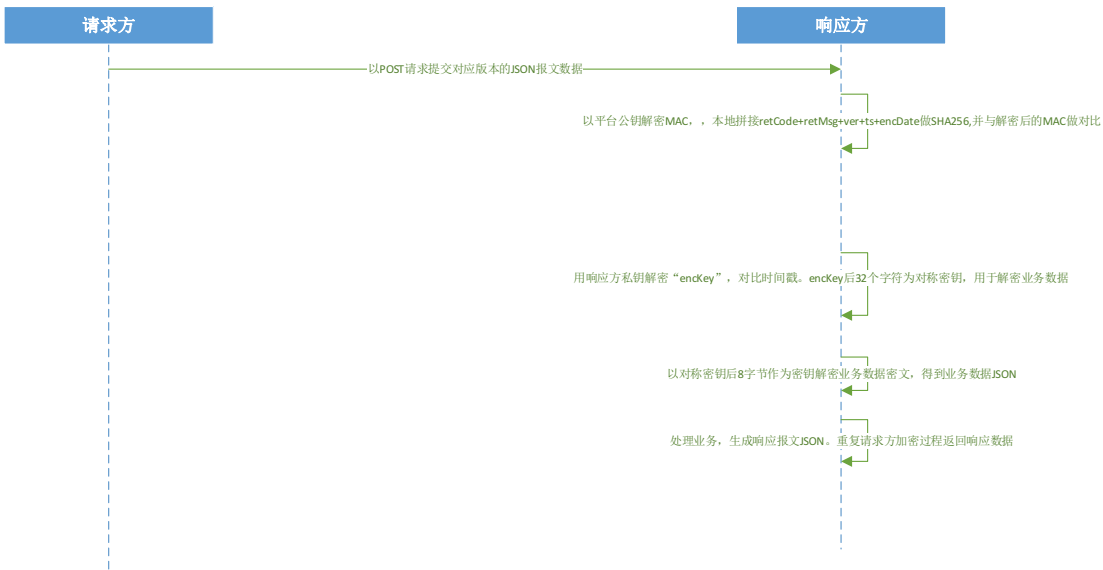 请求方
响应方
以POST请求提交对应版本的JSON报文数据
以平台公钥解密MAC，，本地拼接retCode+retMsg+ver+ts+encDate做SHA256,并与解密后的MAC做对比
用响应方私钥解密“encKey”，对比时间戳。encKey后32个字符为对称密钥，用于解密业务数据
以对称密钥后8字节作为密钥解密业务数据密文，得到业务数据JSON
处理业务，生成响应报文JSON。重复请求方加密过程返回响应数据